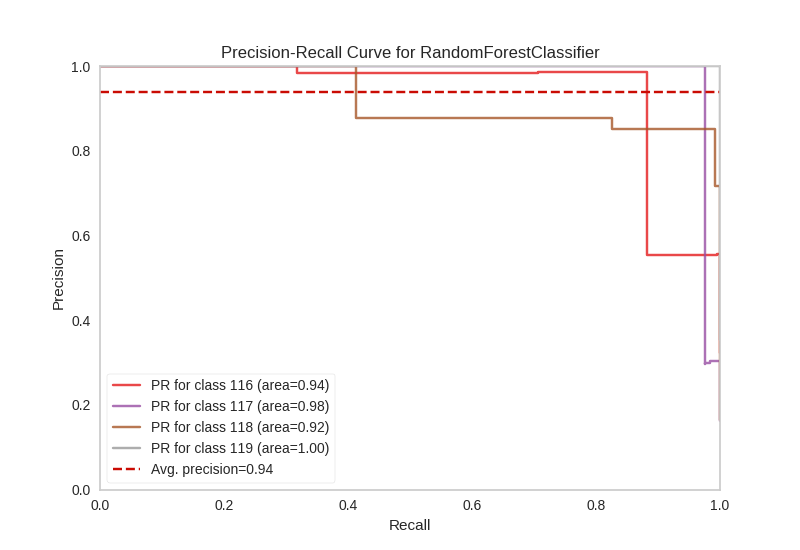 Precision-Recall Curve for RandomForestClassifier
1.0
0.8
0.6
0.4
0.2
0.0
Precision
PR for class 116 (area=0.94)
PR for class 117 (area=0.98)
PR for class 118 (area=0.92)
PR for class 119 (area=1.00)
Avg. precision=0.94
0.0 0.2 0.4 0.6 0.8 1.0
Recall